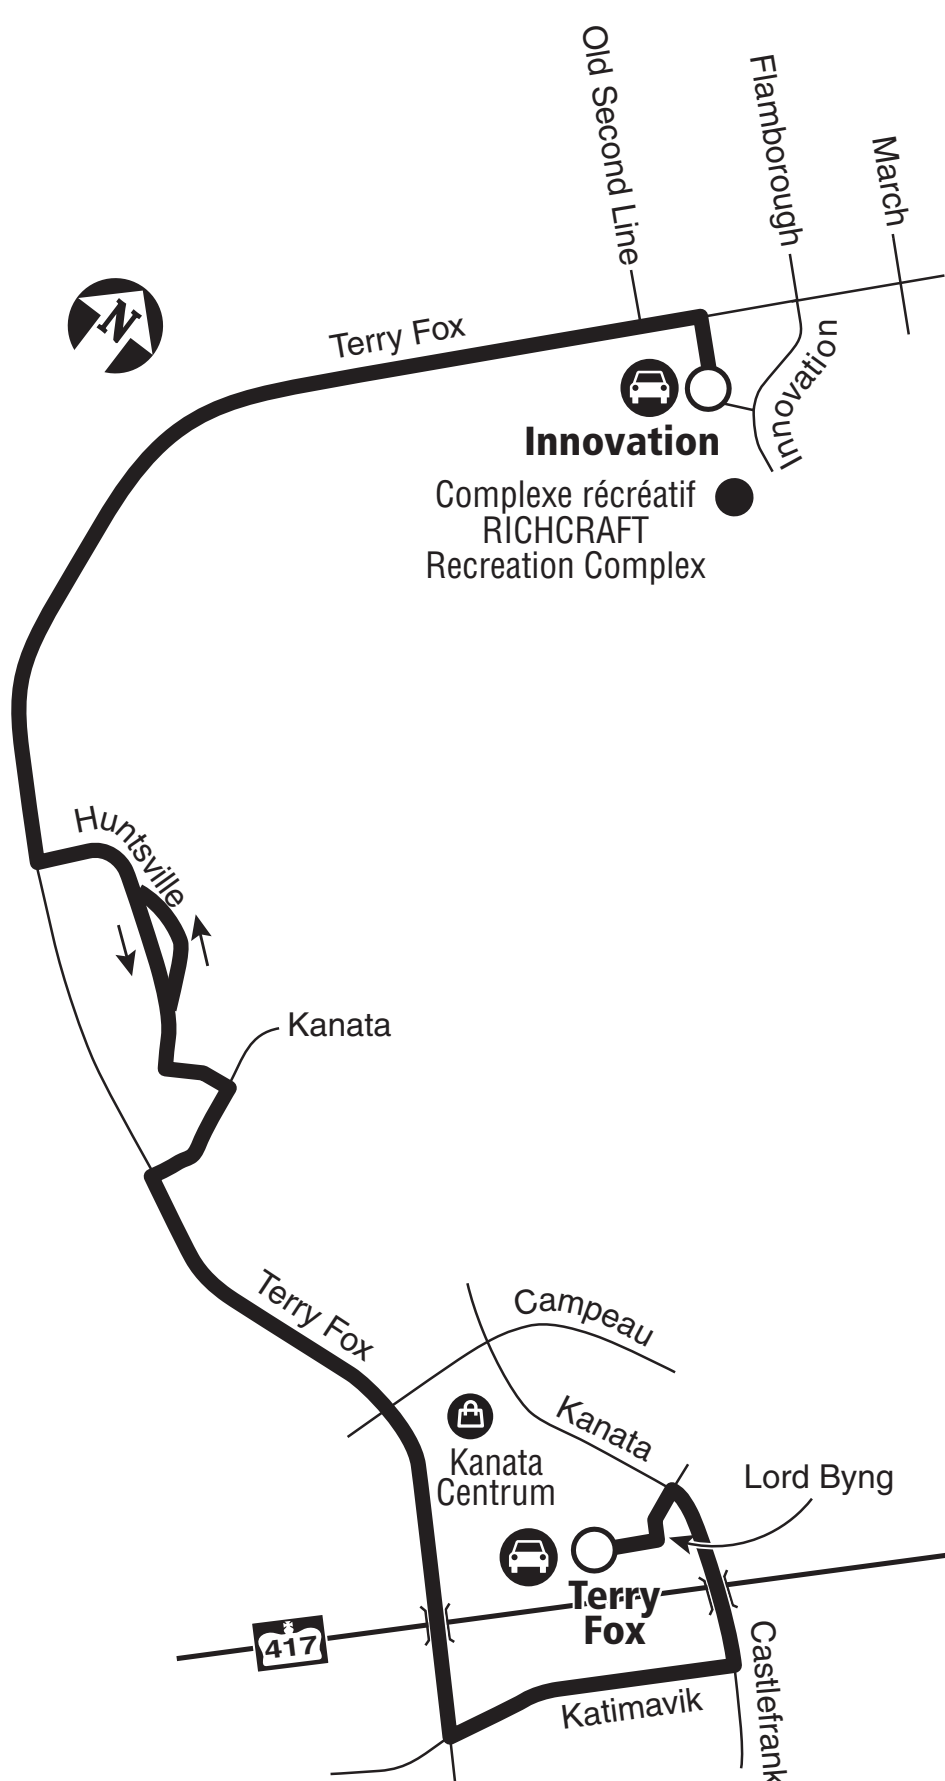 Old Second Line
Flamborough
March
N
Terry Fox
Innovation
Innovation
Complexe récréatif
RICHCRAFT
Recreation Complex
Huntsville
Kanata
Terry Fox
Campeau
Kanata
Kanata
Centrum
Lord Byng
Terry
Fox
417
Castlefrank
Katimavik